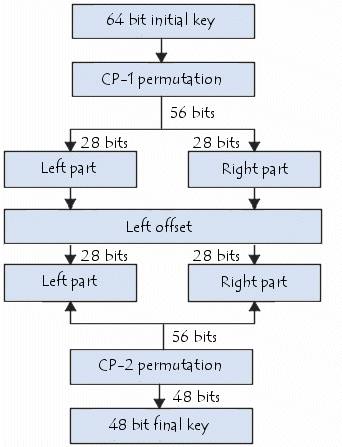 64 bit initial key
CP-1 permutation
56 bits
28 bits 28 bits
Left part Right part
Left offset
28 bits 28 bits
Left part Right part
56 bits
CP-2 permutation
48 bits
48 bit final key